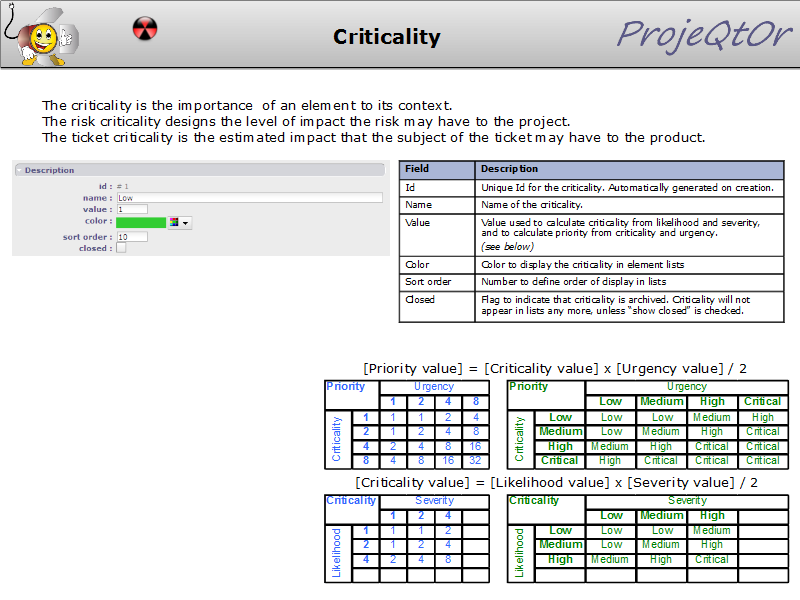 Criticality
ProjeQtOr
The criticality is the importance of an element to its context.
The risk criticality designs the level of impact the risk may have to the project.
The ticket criticality is the estimated impact that the subject of the ticket may have to the product.
Description
id : # 1
name : Low
value : 1
color :
sort order : 10
closed :
Field Description
Id Unique Id for the criticality. Automatically generated on creation.
Name Name of the criticality.
Value Value used to calculate criticality from likelihood and severity,
and to calculate priority from criticality and urgency.
(see below)
Color Color to display the criticality in element lists
Sort order Number to define order of display in lists
Closed Flag to indicate that criticality is archived. Criticality will not
appear in lists any more, unless "show closed" is checked.
[Priority value] = [Criticality value] x [Urgency value] / 2
Priority Urgency
1 2 4 8
Criticality
1 1 1 2 4
2 1 2 4 8
4 2 4 8 16
8 4 8 16 32
Priority Urgency
Low Medium High Critical
Criticality
Low Low Low Medium High
Medium Low Medium High Critical
High Medium High Critical Critical
Critical High Critical Critical Critical
[Criticality value] = [Likelihood value] x [Severity value] / 2
Criticality Severity
1 2 4
Likelihood
1 1 1 2
2 1 2 4
4 2 4 8
Criticality Severity
Low Medium High
Likelihood
Low Low Low Medium
Medium Low Medium High
High Medium High Critical